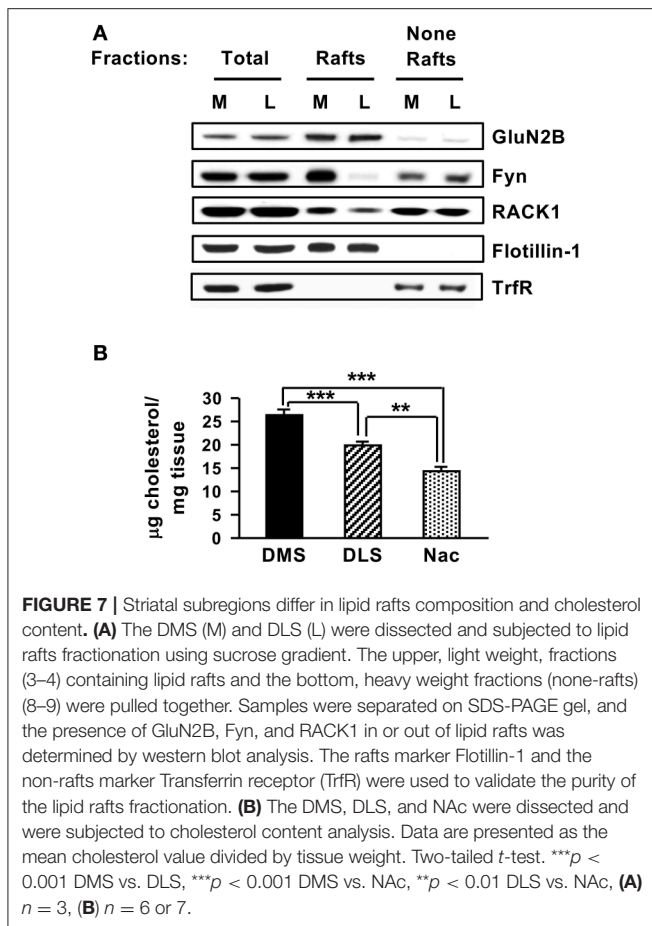 A
Fractions: Total Rafts None Rafts
M L M L M L
GluN2B
Fyn
RACK1
Flotillin-1
TrfR
B
µg cholesterol/
mg tissue
30
25
20
15
10
5
0
***
***
**
DMS DLS Nac
FIGURE 7 | Striatal subregions differ in lipid rafts composition and cholesterol
content. (A) The DMS (M) and DLS (L) were dissected and subjected to lipid
rafts fractionation using sucrose gradient. The upper, light weight, fractions
(3–4) containing lipid rafts and the bottom, heavy weight fractions (none-rafts)
(8–9) were pulled together. Samples were separated on SDS-PAGE gel, and
the presence of GluN2B, Fyn, and RACK1 in or out of lipid rafts was
determined by western blot analysis. The rafts marker Flotillin-1 and the
non-rafts marker Transferrin receptor (TrfR) were used to validate the purity of
the lipid rafts fractionation. (B) The DMS, DLS, and NAc were dissected and
were subjected to cholesterol content analysis. Data are presented as the
mean cholesterol value divided by tissue weight. Two-tailed t-test. ***p <
0.001 DMS vs. DLS, ***p < 0.001 DMS vs. NAc, **p < 0.01 DLS vs. NAc, (A)
n = 3, (B) n = 6 or 7.